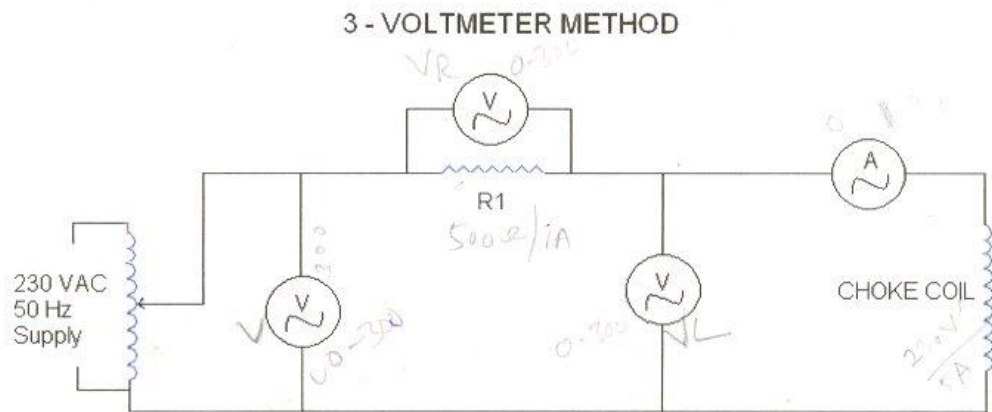 3 - VOLTMETER METHOD
VR
0-300
V
A
R1
500Ω/1A
300
230 VAC
50 Hz
Supply
V
V
0-300
V
0-300
VL
CHOKE COIL